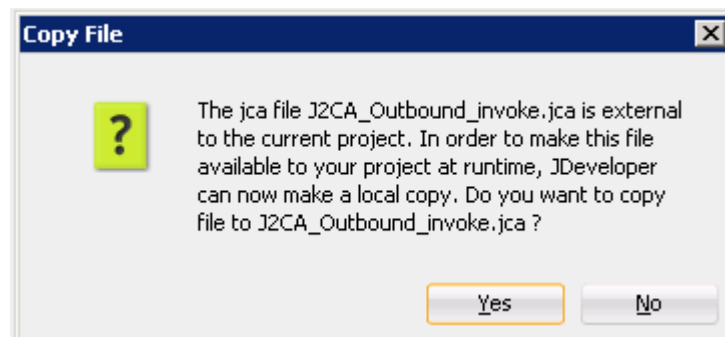 Copy File
The jca file J2CA_Outbound_invoke.jca is external
to the current project. In order to make this file
available to your project at runtime, JDeveloper
can now make a local copy. Do you want to copy
file to J2CA_Outbound_invoke.jca ?
Yes No